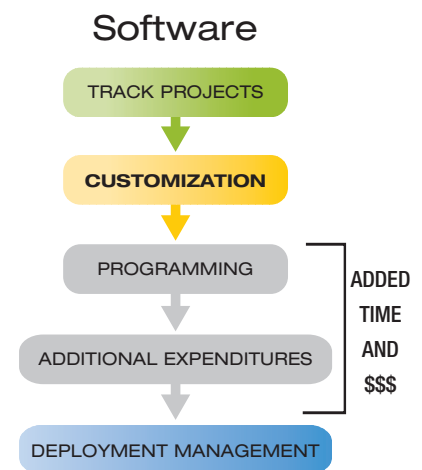 Software
TRACK PROJECTS
CUSTOMIZATION
PROGRAMMING
ADDITIONAL EXPENDITURES
ADDED
TIME
AND
$$$
DEPLOYMENT MANAGEMENT